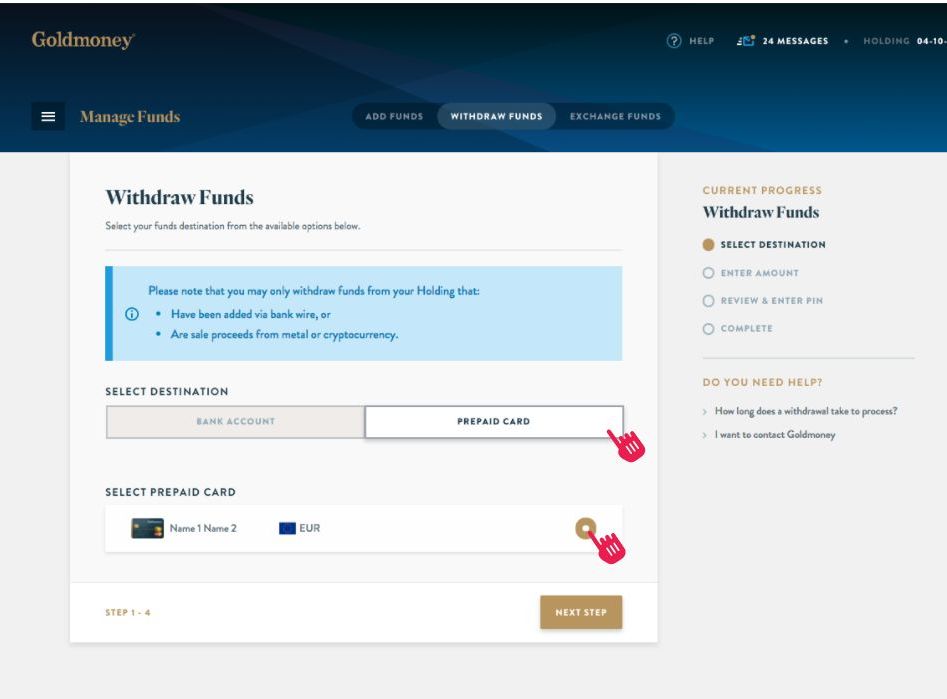 Goldmoney
HELP
24 MESSAGES
HOLDING 04-10-
Manage Funds
ADD FUNDS
WITHDRAW FUNDS
EXCHANGE FUNDS
Withdraw Funds
Select your funds destination from the available options below.
Please note that you may only withdraw funds from your Holding that:
• Have been added via bank wire, or
• Are sale proceeds from metal or cryptocurrency.
SELECT DESTINATION
BANK ACCOUNT
PREPAID CARD
SELECT PREPAID CARD
Name 1 Name 2
EUR
STEP 1 - 4
NEXT STEP
CURRENT PROGRESS
Withdraw Funds
SELECT DESTINATION
ENTER AMOUNT
REVIEW & ENTER PIN
COMPLETE
DO YOU NEED HELP?
> How long does a withdrawal take to process?
> I want to contact Goldmoney